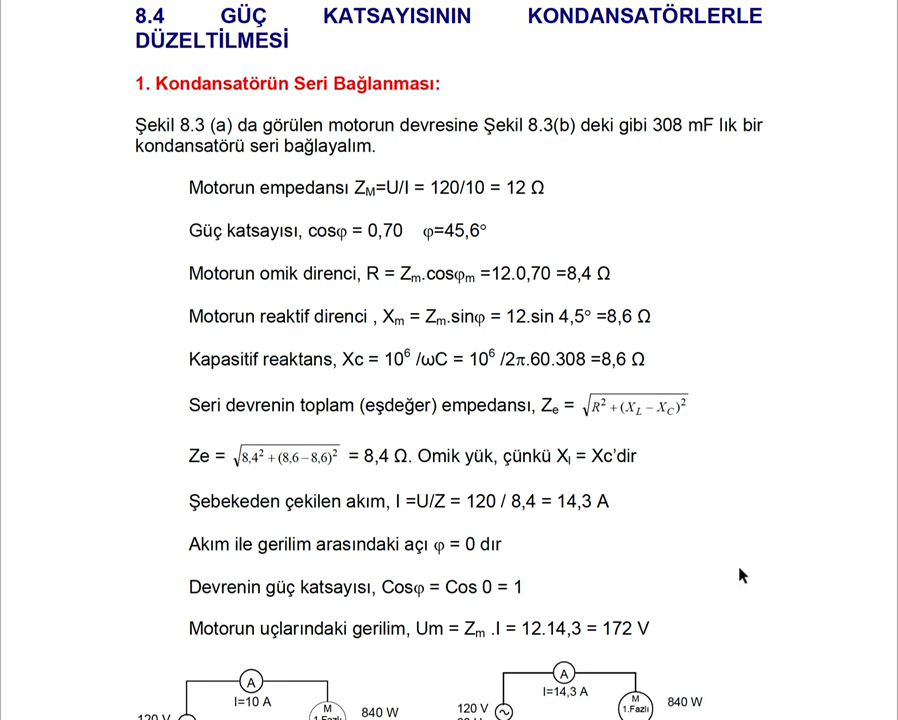 8.4 GÜÇ KATSAYISININ KONDANSATÖRLERLE
DÜZELTİLMESİ
1. Kondansatörün Seri Bağlanması:
Şekil 8.3 (a) da görülen motorun devresine Şekil 8.3(b) deki gibi 308 mF lık bir
kondansatörü seri bağlayalım.
Motorun empedansı ZM=U/I = 120/10 = 12 Ω
Güç katsayısı, cosφ = 0,70 φ=45,6°
Motorun omik direnci, R = Zm.cosφm =12.0,70 =8,4 Ω
Motorun reaktif direnci , Xm = Zm.sinφ = 12.sin 4,5° =8,6 Ω
Kapasitif reaktans, Xc = 10⁶ /ωC = 10⁶ /2π.60.308 =8,6 Ω
Seri devrenin toplam (eşdeğer) empedansı, Ze = √R² + (XL – XC)²
Ze = √8,4² + (8,6 – 8,6)² = 8,4 Ω. Omik yük, çünkü Xl = Xc’dir
Şebekeden çekilen akım, I =U/Z = 120 / 8,4 = 14,3 A
Akım ile gerilim arasındaki açı φ = 0 dır
Devrenin güç katsayısı, Cosφ = Cos 0 = 1
Motorun uçlarındaki gerilim, Um = Zm .I = 12.14,3 = 172 V
A
I=10 A
M
1.Fazlı
840 W
120 V
A
I=14,3 A
120 V
M
1.Fazlı
840 W